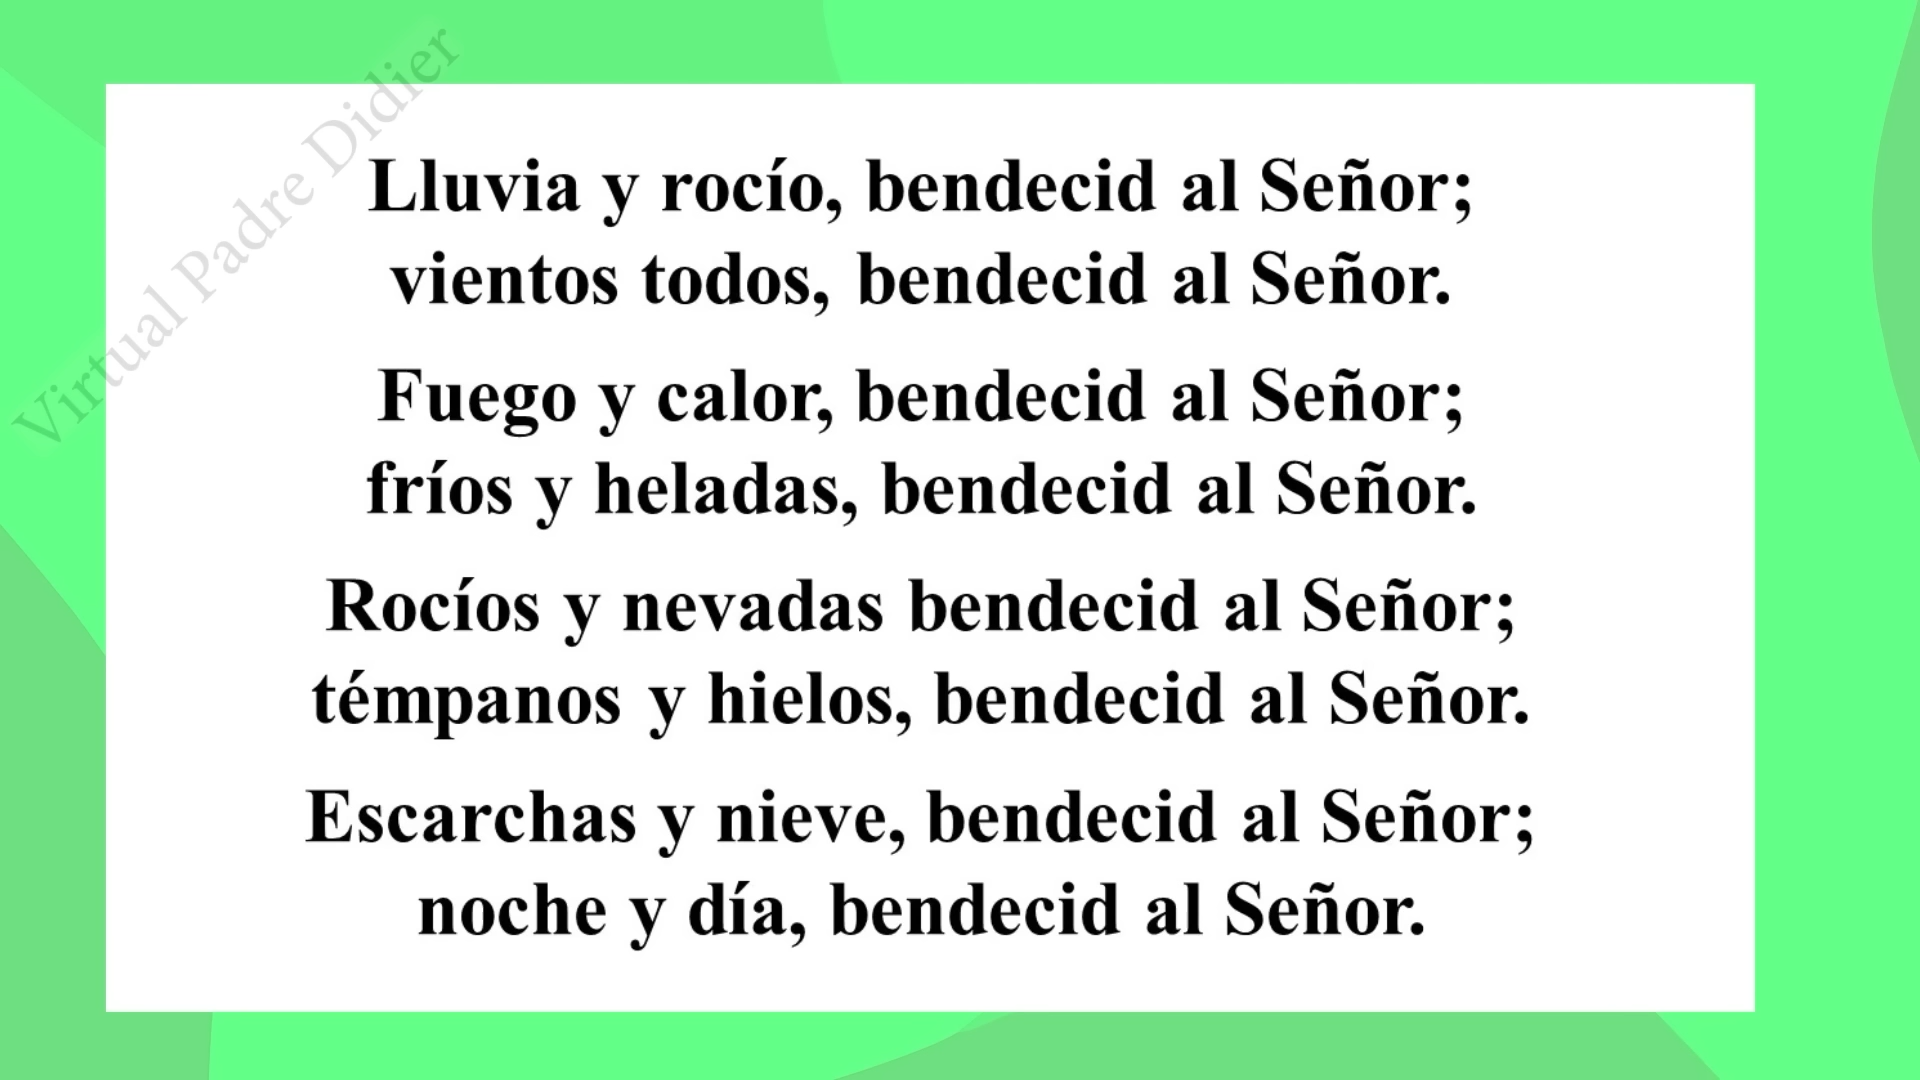 Virtual Padre Didier
Lluvia y rocío, bendecid al Señor;
vientos todos, bendecid al Señor.
Fuego y calor, bendecid al Señor;
fríos y heladas, bendecid al Señor.
Rocíos y nevadas bendecid al Señor;
témpanos y hielos, bendecid al Señor.
Escarchas y nieve, bendecid al Señor;
noche y día, bendecid al Señor.